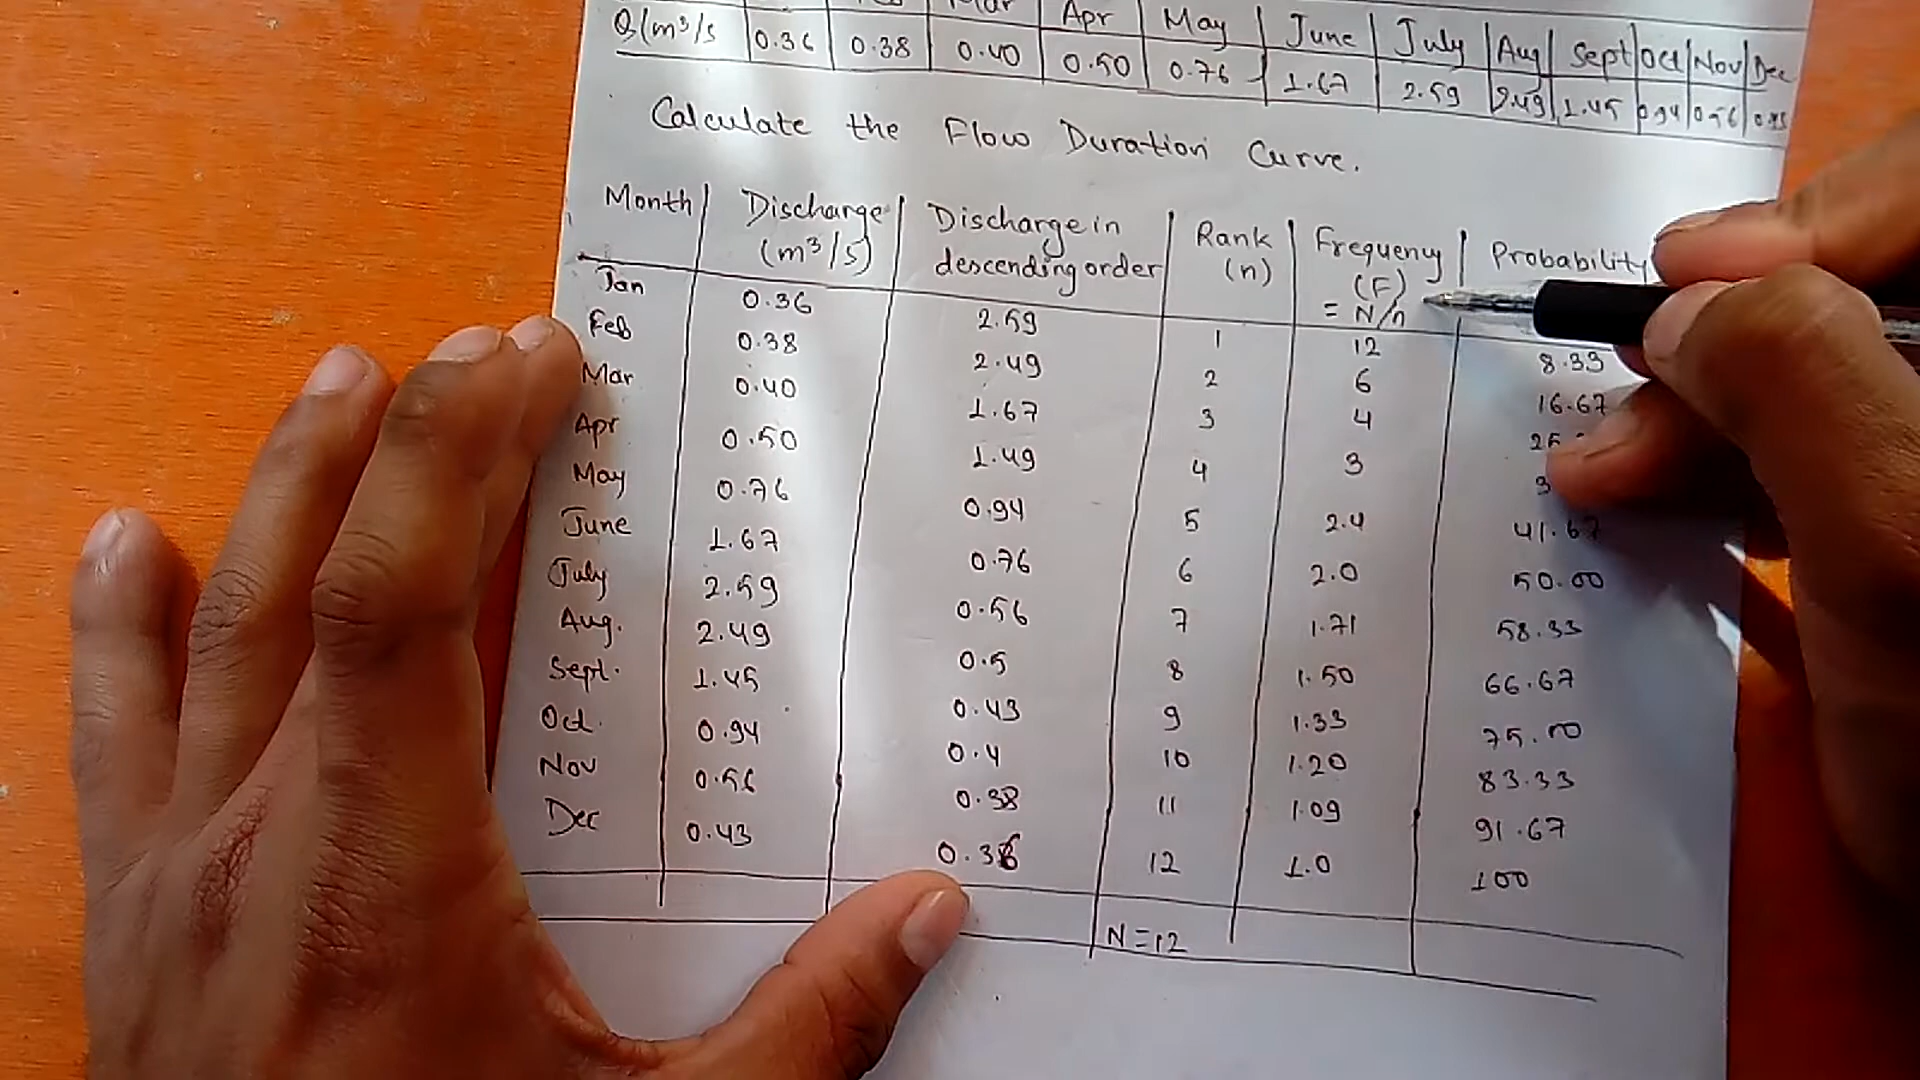 Apr May June July Aug Sept Oct Nov Dec
Q (m³/s 0.36 0.38 0.40 0.50 0.76 1.67 2.59 2.49 1.45 0.94 0.56
Calculate the Flow Duration Curve.
Month Discharge (m³/s) Discharge in descending order Rank (n) Frequency (F) = N/n Probability
Jan 0.36 2.59 1 12 8.33
Feb 0.38 2.49 2 6 16.67
Mar 0.40 1.67 3 4
Apr 0.50 1.49 4 3
May 0.76 0.94 5 2.4 41.67
June 1.67 0.76 6 2.0 50.00
July 2.59 0.56 7 1.71 58.33
Aug. 2.49 0.5 8 1.50 66.67
Sept. 1.45 0.43 9 1.33 75.00
Oct. 0.94 0.4 10 1.20 83.33
Nov 0.56 0.38 11 1.09 91.67
Dec 0.43 0.36 12 1.0 100
N = 12